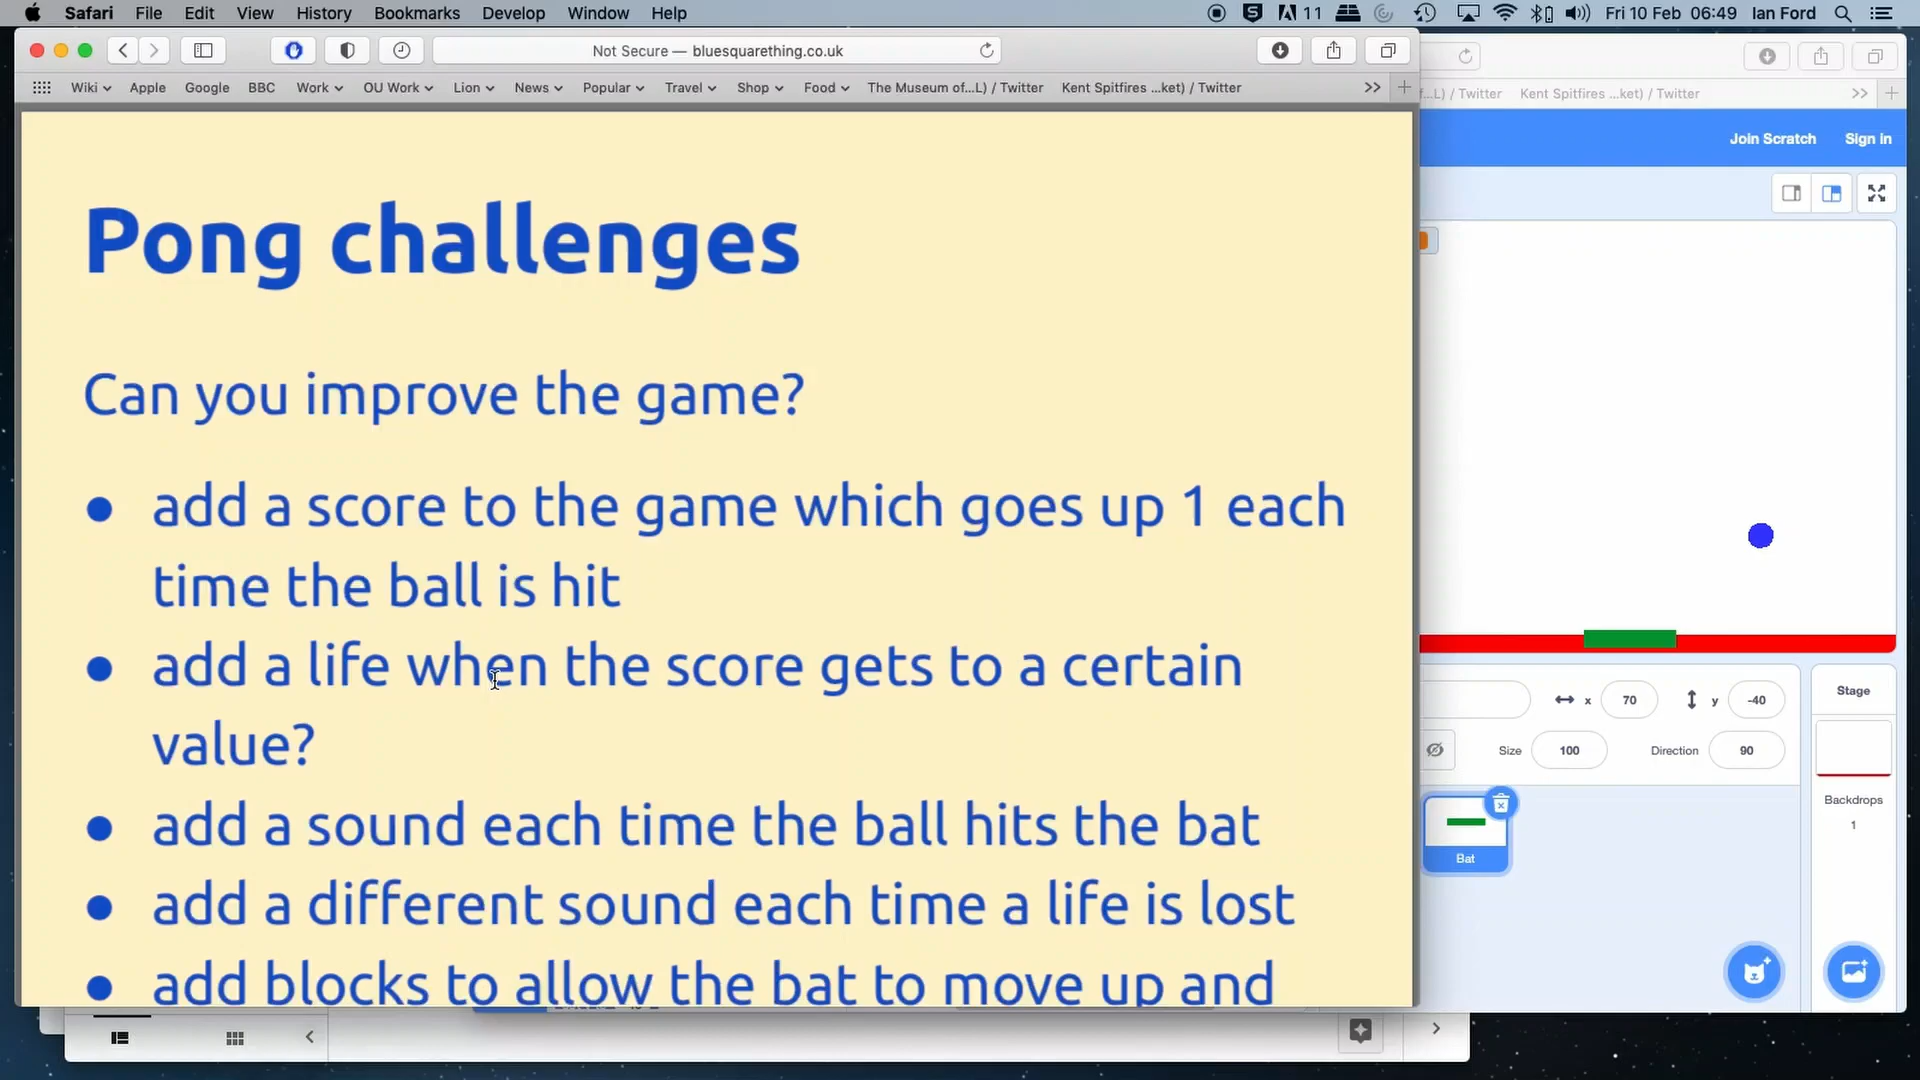 Safari File Edit View History Bookmarks Develop Window Help 11 Fri 10 Feb 06:49 Ian Ford
Not Secure — bluesquarething.co.uk
Wiki Apple Google BBC Work OU Work Lion News Popular Travel Shop Food The Museum of...L) / Twitter Kent Spitfires ...ket) / Twitter
...L) / Twitter Kent Spitfires ...ket) / Twitter
Join Scratch Sign in
Pong challenges
Can you improve the game?
● add a score to the game which goes up 1 each
time the ball is hit
● add a life when the score gets to a certain
value?
● add a sound each time the ball hits the bat
● add a different sound each time a life is lost
● add blocks to allow the bat to move up and
x 70 y -40
Size 100 Direction 90
Bat
Stage
Backdrops
1